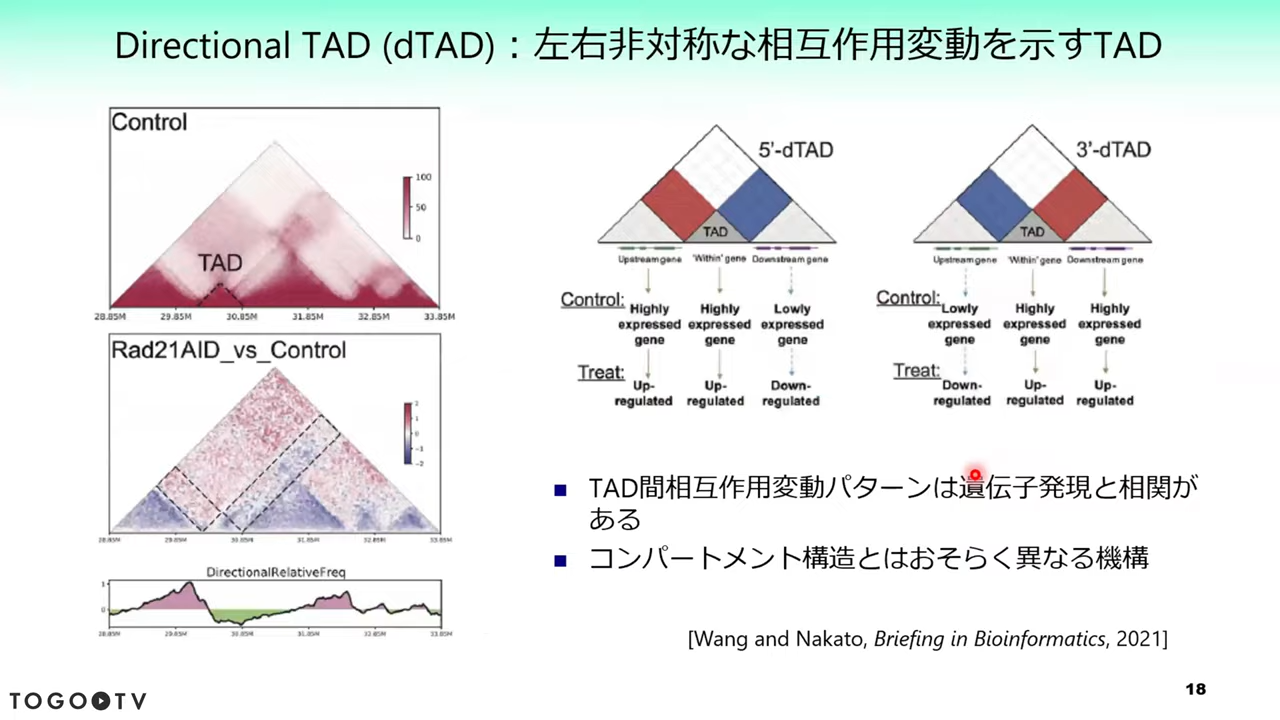 Directional TAD (dTAD)：左右非対称な相互作用変動を示すTAD
Control
100
50
0
TAD
28.85M 29.85M 30.85M 31.85M 32.85M 33.85M
Rad21AID_vs_Control
2
1
0
−1
−2
28.85M 29.85M 30.85M 31.85M 32.85M 33.85M
DirectionalRelativeFreq
1
0
28.85M 29.85M 30.85M 31.85M 32.85M 33.85M
5'-dTAD
TAD
Upstream gene 'Within' gene Downstream gene
Control:
Highly expressed gene
Highly expressed gene
Lowly expressed gene
Treat:
Up-regulated
Up-regulated
Down-regulated
3'-dTAD
TAD
Upstream gene 'Within' gene Downstream gene
Control:
Lowly expressed gene
Highly expressed gene
Highly expressed gene
Treat:
Down-regulated
Up-regulated
Up-regulated
■ TAD間相互作用変動パターンは遺伝子発現と相関が
ある
■ コンパートメント構造とはおそらく異なる機構
[Wang and Nakato, Briefing in Bioinformatics, 2021]
TOGO TV
18